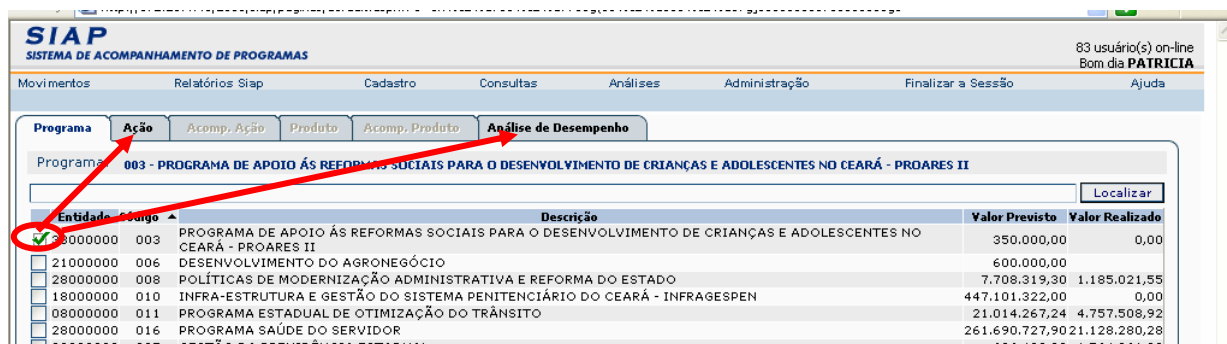 SIAP
SISTEMA DE ACOMPANHAMENTO DE PROGRAMAS
83 usuário(s) on-line
Bom dia PATRICIA
Movimentos Relatórios Siap Cadastro Consultas Análises Administração Finalizar a Sessão Ajuda
Programa Ação Acomp. Ação Produto Acomp. Produto Análise de Desempenho
Programa: 003 - PROGRAMA DE APOIO ÁS REFORMAS SOCIAIS PARA O DESENVOLVIMENTO DE CRIANÇAS E ADOLESCENTES NO CEARÁ - PROARES II
Localizar
Entidade Código Descrição Valor Previsto Valor Realizado
38000000 003 PROGRAMA DE APOIO ÁS REFORMAS SOCIAIS PARA O DESENVOLVIMENTO DE CRIANÇAS E ADOLESCENTES NO 350.000,00 0,00
CEARÁ - PROARES II
21000000 006 DESENVOLVIMENTO DO AGRONEGÓCIO 600.000,00
28000000 008 POLÍTICAS DE MODERNIZAÇÃO ADMINISTRATIVA E REFORMA DO ESTADO 7.708.319,30 1.185.021,55
18000000 010 INFRA-ESTRUTURA E GESTÃO DO SISTEMA PENITENCIÁRIO DO CEARÁ - INFRAGESPEN 447.101.322,00 0,00
08000000 011 PROGRAMA ESTADUAL DE OTIMIZAÇÃO DO TRÂNSITO 21.014.267,24 4.757.508,92
28000000 016 PROGRAMA SAÚDE DO SERVIDOR 261.690.727,90 21.128.280,28